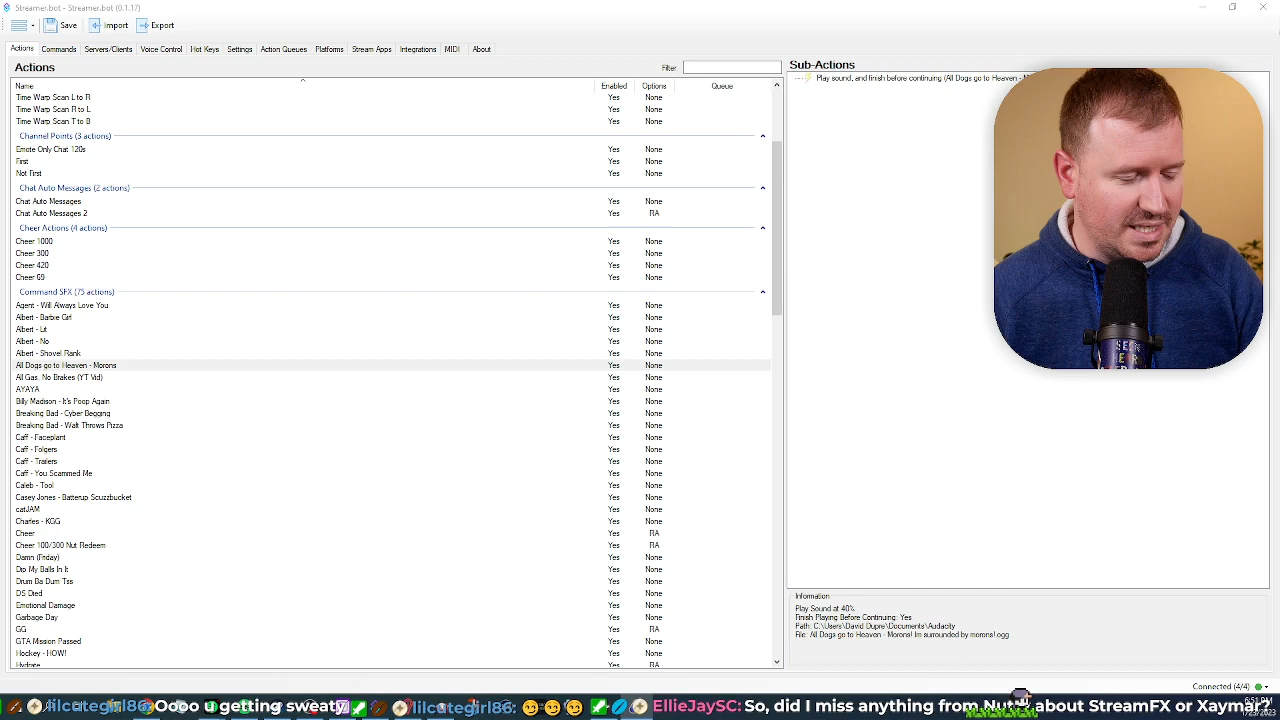 Streamer.bot - Streamer.bot (0.1.17)
Save Import Export
Actions Commands Servers/Clients Voice Control Hot Keys Settings Action Queues Platforms Stream Apps Integrations MIDI About
Actions
Filter
Name Enabled Options Queue
Time Warp Scan L to R Yes None
Time Warp Scan R to L Yes None
Time Warp Scan T to B Yes None
Channel Points (3 actions)
Emote Only Chat 120s Yes None
First Yes None
Not First Yes None
Chat Auto Messages (2 actions)
Chat Auto Messages Yes None
Chat Auto Messages 2 Yes RA
Cheer Actions (4 actions)
Cheer 1000 Yes None
Cheer 300 Yes None
Cheer 420 Yes None
Cheer 69 Yes None
Command SFX (75 actions)
Agent - Will Always Love You Yes None
Albert - Barbie Girl Yes None
Albert - Lit Yes None
Albert - No Yes None
Albert - Shovel Rank Yes None
All Dogs go to Heaven - Morons Yes None
All Gas, No Brakes (YT Vid) Yes None
AYAYA Yes None
Billy Madison - It's Poop Again Yes None
Breaking Bad - Cyber Begging Yes None
Breaking Bad - Walt Throws Pizza Yes None
Caff - Faceplant Yes None
Caff - Folgers Yes None
Caff - Trailers Yes None
Caff - You Scammed Me Yes None
Caleb - Tool Yes None
Casey Jones - Batterup Scuzzbucket Yes None
catJAM Yes None
Charles - KGG Yes None
Cheer Yes RA
Cheer 100/300 Nut Redeem Yes RA
Damn (Friday) Yes None
Dip My Balls In It Yes None
Drum Ba Dum Tss Yes None
DS Died Yes None
Emotional Damage Yes None
Garbage Day Yes None
GG Yes RA
GTA Mission Passed Yes None
Hockey - HOW! Yes None
Hydrate Yes RA
Sub-Actions
Play sound, and finish before continuing (All Dogs go to Heaven -
Information
Play Sound at 40%
Finish Playing Before Continuing: Yes
Path: C:\Users\David Dupre\Documents\Audacity
File: All Dogs go to Heaven - Morons! Im surrounded by morons!.ogg
Connected (4/4)
lilcutegirl86: Oooo u getting sweaty lilcutegirl86: EllieJaySC: So, did I miss anything from about StreamFX or Xaym